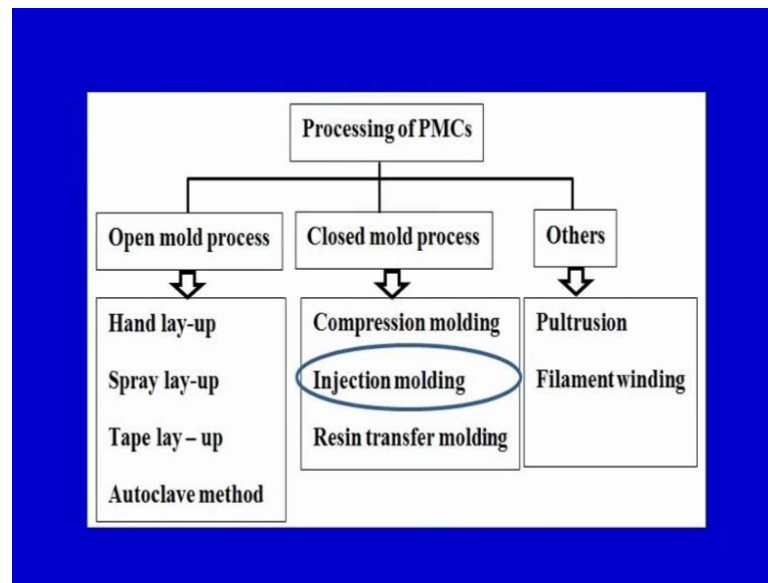 Processing of PMCs
Open mold process
Closed mold process
Others
Hand lay-up
Spray lay-up
Tape lay – up
Autoclave method
Compression molding
Injection molding
Resin transfer molding
Pultrusion
Filament winding